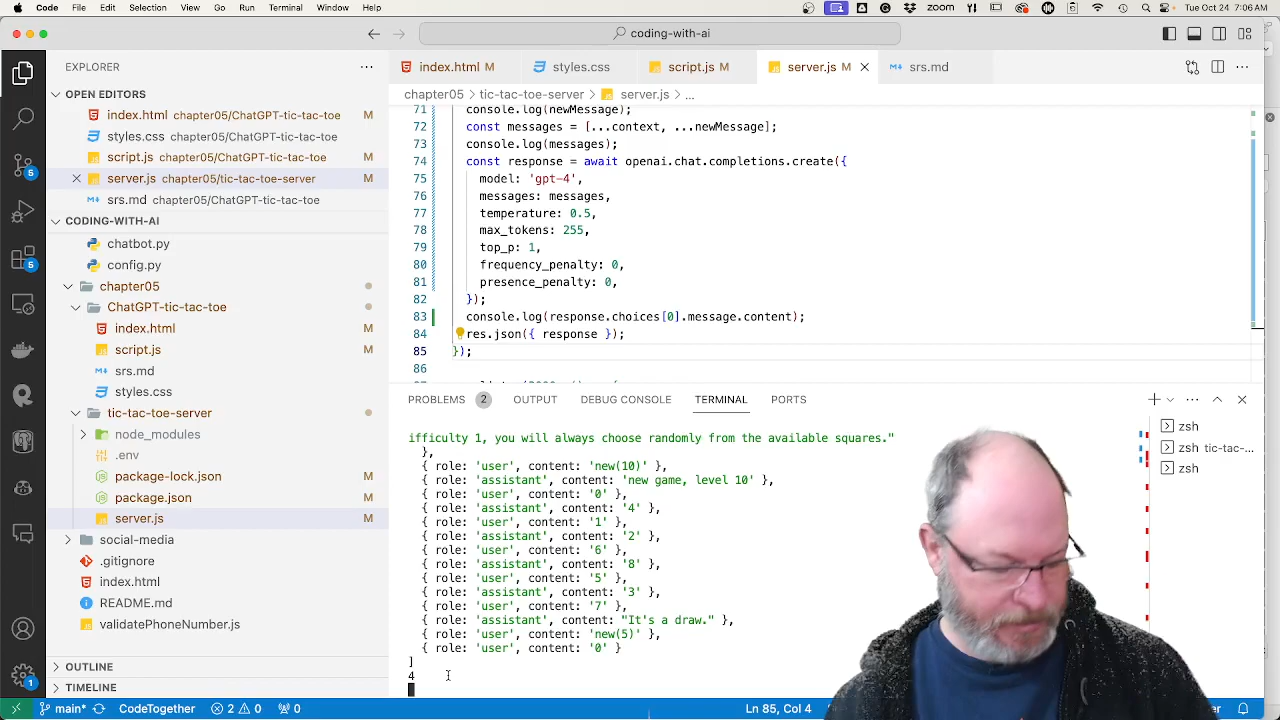 Code File Edit Selection View Go Run Terminal Window Help zoom Tue Oct 24 7:06 AM
coding-with-ai
EXPLORER
OPEN EDITORS
index.html chapter05/ChatGPT-tic-tac-toe M
styles.css chapter05/ChatGPT-tic-tac-toe
script.js chapter05/ChatGPT-tic-tac-toe M
server.js chapter05/tic-tac-toe-server M
srs.md chapter05/ChatGPT-tic-tac-toe
CODING-WITH-AI
chatbot.py
config.py
chapter05
ChatGPT-tic-tac-toe
index.html M
script.js M
srs.md
styles.css
tic-tac-toe-server
node_modules
.env
package-lock.json M
package.json M
server.js M
social-media
.gitignore
index.html
README.md
validatePhoneNumber.js
OUTLINE
TIMELINE
5
5
1
index.html M styles.css script.js M server.js M srs.md
chapter05 > tic-tac-toe-server > server.js > ...
71 console.log(newMessage);
72 const messages = [...context, ...newMessage];
73 console.log(messages);
74 const response = await openai.chat.completions.create({
75 model: 'gpt-4',
76 messages: messages,
77 temperature: 0.5,
78 max_tokens: 255,
79 top_p: 1,
80 frequency_penalty: 0,
81 presence_penalty: 0,
82 });
83 console.log(response.choices[0].message.content);
84 res.json({ response });
85 });
86
PROBLEMS 2 OUTPUT DEBUG CONSOLE TERMINAL PORTS
ifficulty 1, you will always choose randomly from the available squares."
},
{ role: 'user', content: 'new(10)' },
{ role: 'assistant', content: 'new game, level 10' },
{ role: 'user', content: '0' },
{ role: 'assistant', content: '4' },
{ role: 'user', content: '1' },
{ role: 'assistant', content: '2' },
{ role: 'user', content: '6' },
{ role: 'assistant', content: '8' },
{ role: 'user', content: '5' },
{ role: 'assistant', content: '3' },
{ role: 'user', content: '7' },
{ role: 'assistant', content: "It's a draw." },
{ role: 'user', content: 'new(5)' },
{ role: 'user', content: '0' }
]
4
zsh
zsh tic-tac-...
zsh
main* CodeTogether 2 0 0 Ln 85, Col 4